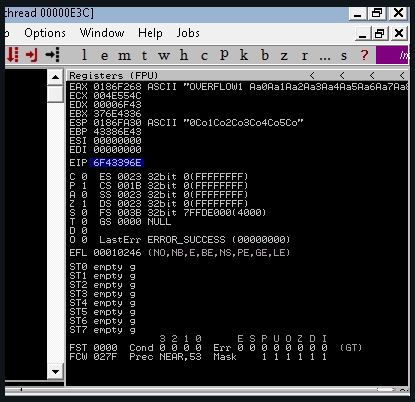 thread 00000E3C]
Options Window Help Jobs
l e m t w h c p k b z r ... s ?
Registers (FPU) < < <
EAX 0186F268 ASCII "OVERFLOW1 Aa0Aa1Aa2Aa3Aa4Aa5Aa6Aa7Aa8
ECX 004E554C
EDX 00006F43
EBX 376E4336
ESP 0186FA30 ASCII "0Co1Co2Co3Co4Co5Co"
EBP 43386E43
ESI 00000000
EDI 00000000
EIP 6F43396E
C 0 ES 0023 32bit 0(FFFFFFFF)
P 1 CS 001B 32bit 0(FFFFFFFF)
A 0 SS 0023 32bit 0(FFFFFFFF)
Z 1 DS 0023 32bit 0(FFFFFFFF)
S 0 FS 003B 32bit 7FFDE000(4000)
T 0 GS 0000 NULL
D 0
O 0 LastErr ERROR_SUCCESS (00000000)
EFL 00010246 (NO,NB,E,BE,NS,PE,GE,LE)
ST0 empty g
ST1 empty g
ST2 empty g
ST3 empty g
ST4 empty g
ST5 empty g
ST6 empty g
ST7 empty g
3 2 1 0 E S P U O Z D I
FST 0000 Cond 0 0 0 0 Err 0 0 0 0 0 0 0 0 (GT)
FCW 027F Prec NEAR,53 Mask 1 1 1 1 1 1